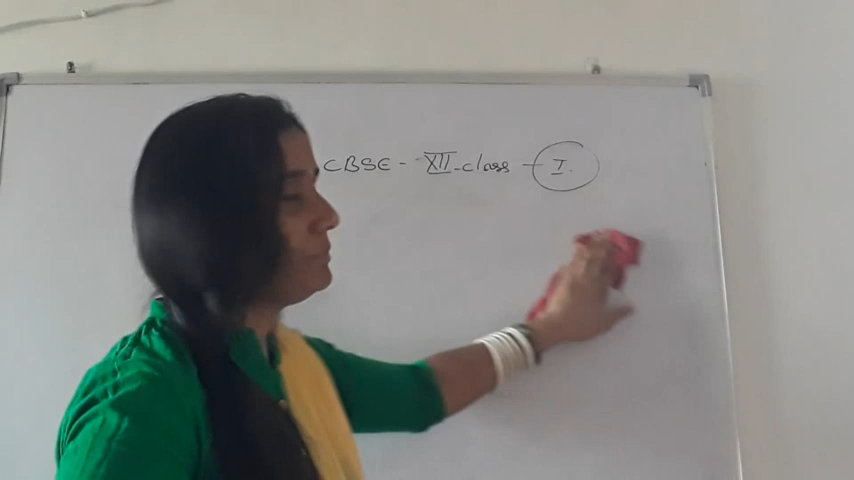 CBSE - XII - class - I.